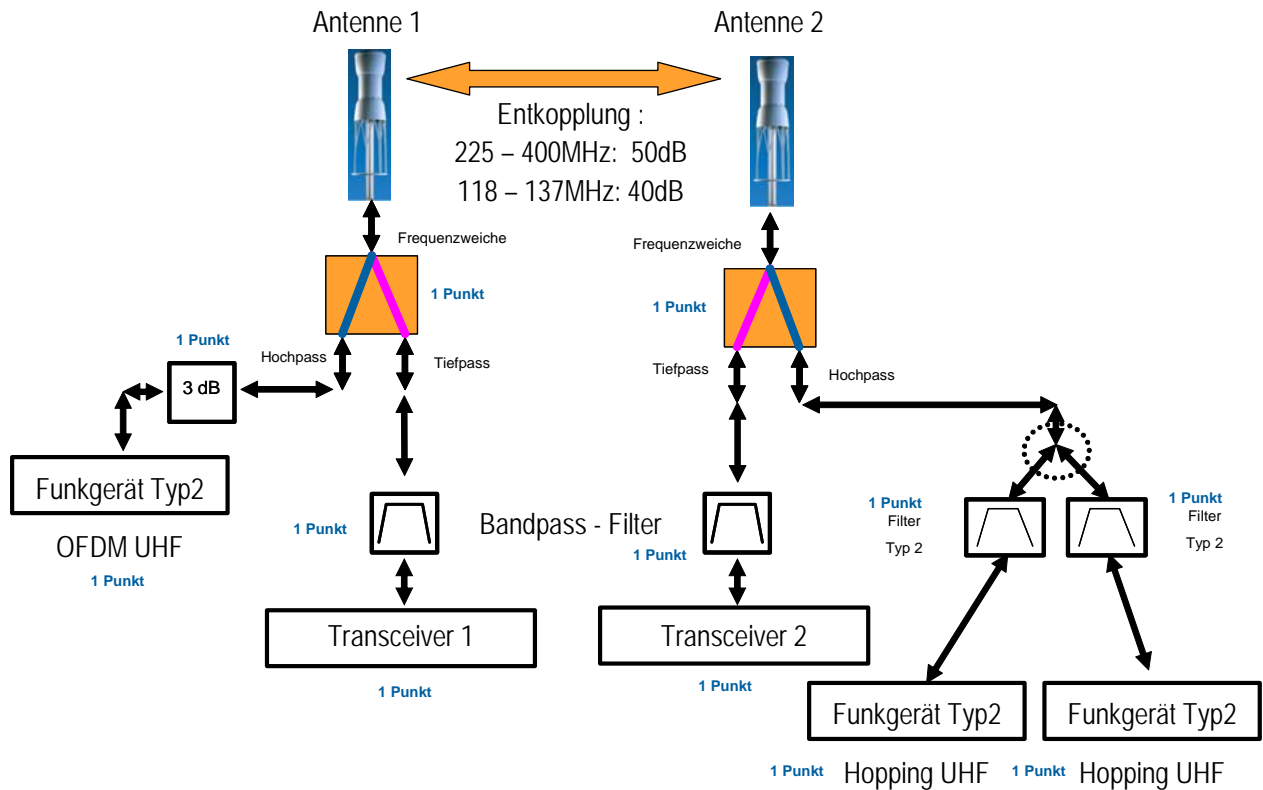 Antenne 1
Antenne 2
Entkopplung :
225 – 400MHz: 50dB
118 – 137MHz: 40dB
Frequenzweiche
Frequenzweiche
1 Punkt
1 Punkt
1 Punkt
Hochpass
Tiefpass
Tiefpass
Hochpass
3 dB
Funkgerät Typ2
OFDM UHF
1 Punkt
1 Punkt
Bandpass - Filter
1 Punkt
1 Punkt
Filter
Typ 2
1 Punkt
Filter
Typ 2
Transceiver 1
1 Punkt
Transceiver 2
1 Punkt
Funkgerät Typ2
Funkgerät Typ2
1 Punkt
Hopping UHF
1 Punkt
Hopping UHF